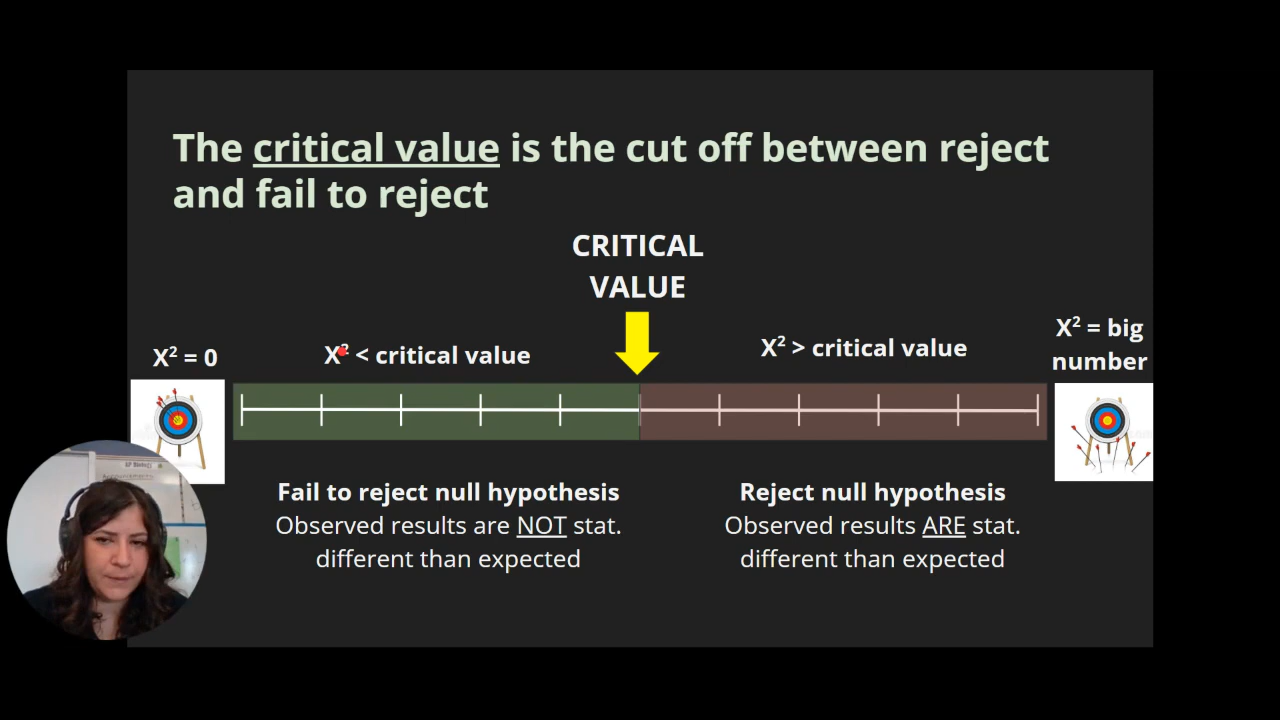 The critical value is the cut off between reject
and fail to reject
CRITICAL
VALUE
X² = 0
X² < critical value
X² > critical value
X² = big
number
Fail to reject null hypothesis
Observed results are NOT stat.
different than expected
Reject null hypothesis
Observed results ARE stat.
different than expected